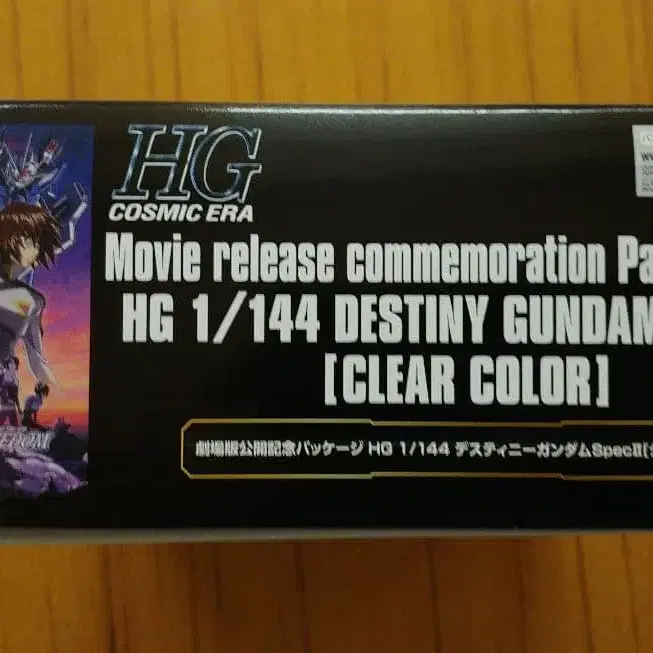 HG
COSMIC ERA
Movie release commemoration Pa
HG 1/144 DESTINY GUNDAM
[CLEAR COLOR]
劇場版公開記念パッケージ HG 1/144 デスティニーガンダムSpecⅡ[
EEDOM